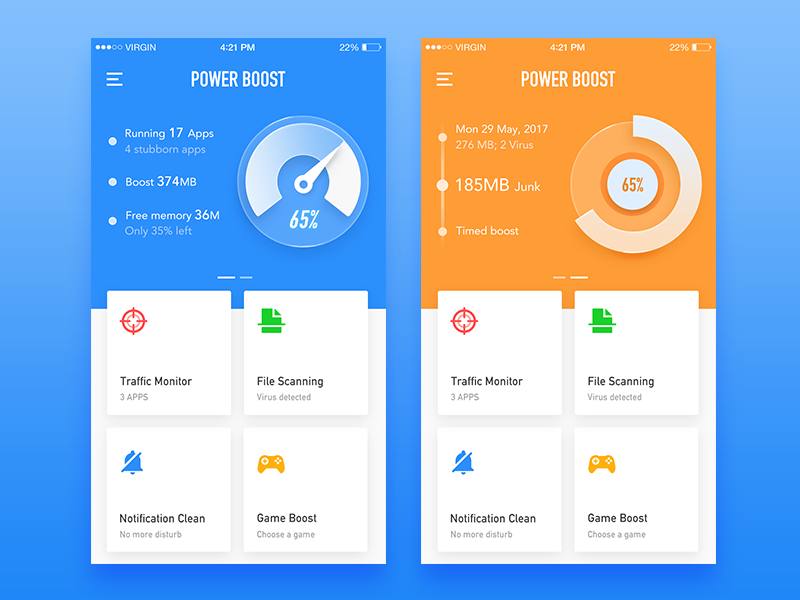 VIRGIN 4:21 PM 22%
POWER BOOST
Running 17 Apps
4 stubborn apps
Boost 374MB
Free memory 36M
Only 35% left
65%
Traffic Monitor
3 APPS
File Scanning
Virus detected
Notification Clean
No more disturb
Game Boost
Choose a game
VIRGIN 4:21 PM 22%
POWER BOOST
Mon 29 May, 2017
276 MB; 2 Virus
185MB Junk
Timed boost
65%
Traffic Monitor
3 APPS
File Scanning
Virus detected
Notification Clean
No more disturb
Game Boost
Choose a game